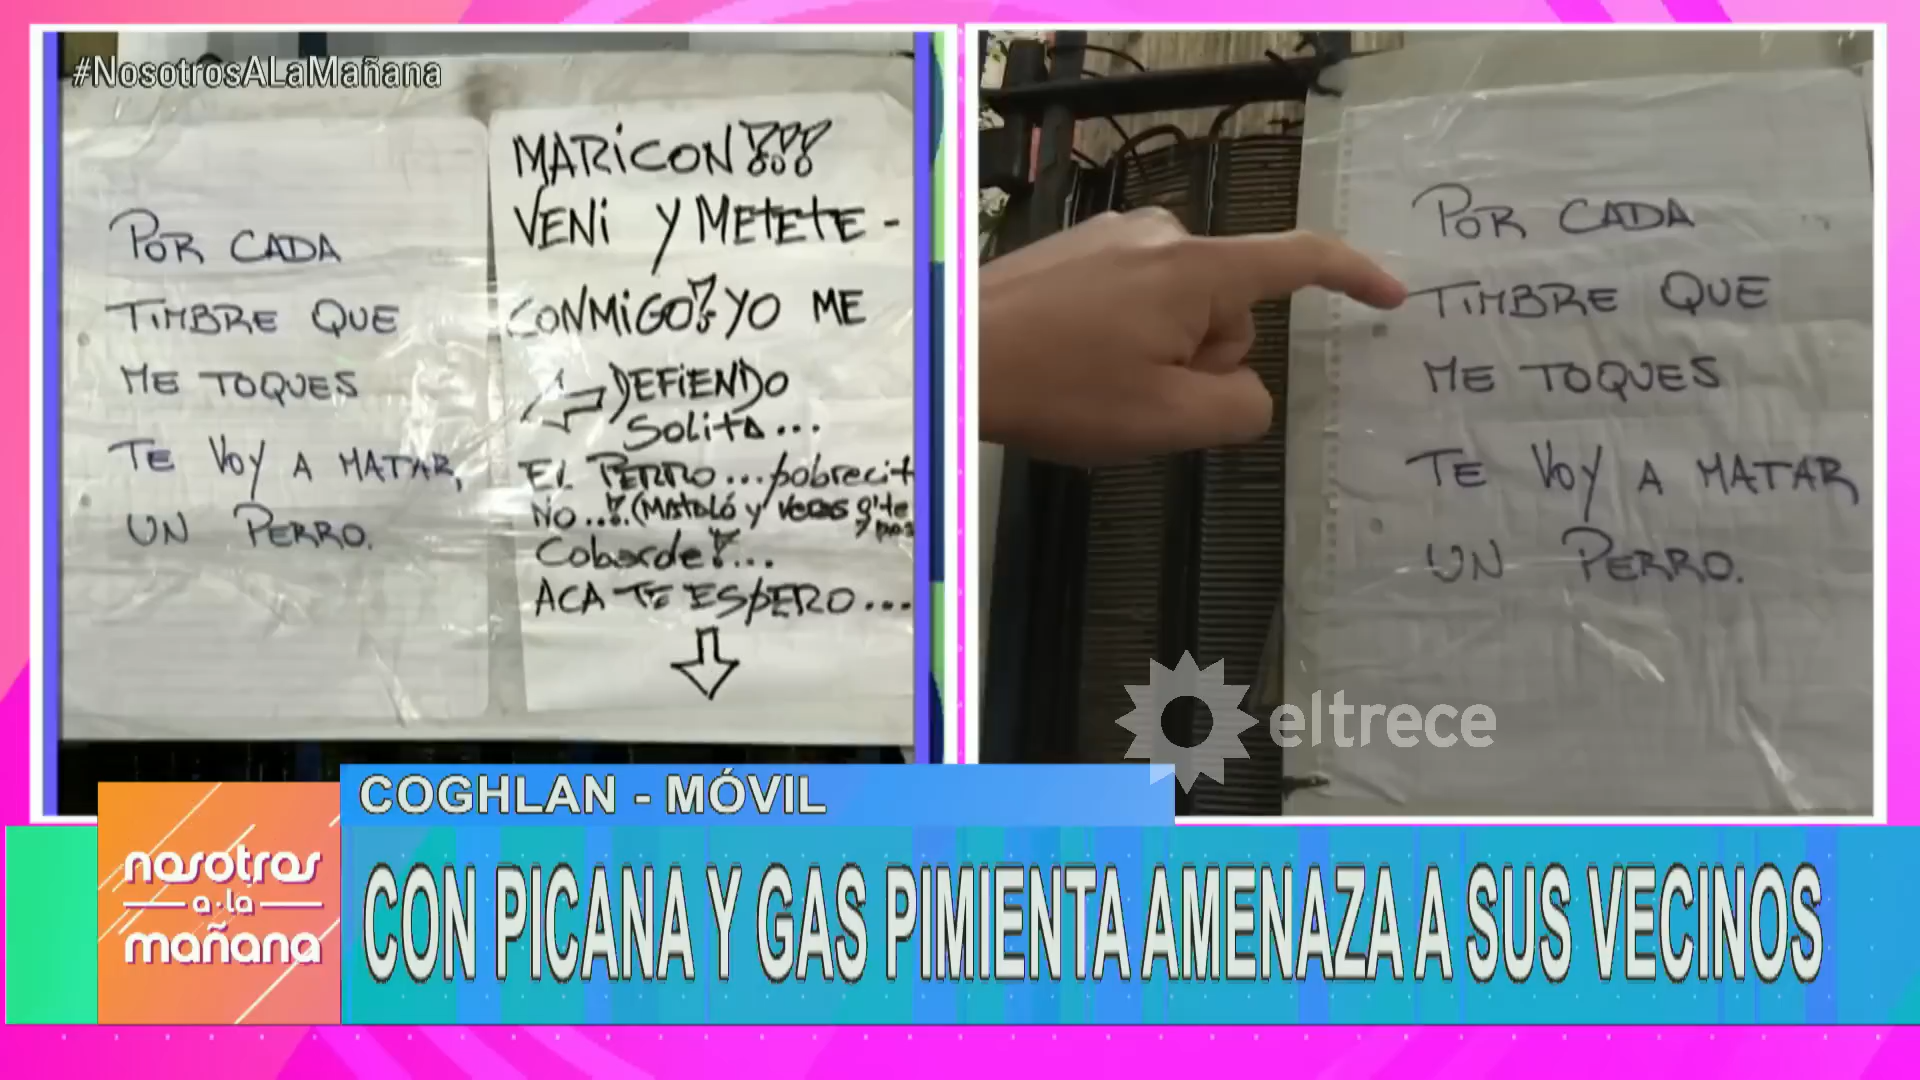 #NosotrosALaMañana
POR CADA
TIMBRE QUE
ME TOQUES
TE VOY A MATAR,
UN PERRO.
MARiCON!!!
VENi Y METETE -
CONMiGO! YO ME
DEFiENDO
Solita...
EL PERRO... pobrecit
NO...!.(Mataló y
Cobarde!...
ACA TE ESpERO...
POR CADA
TIMBRE QUE
ME TOQUES
TE VOY A MATAR
UN PERRO.
eltrece
COGHLAN - MÓVIL
nosotros
a·la
mañana
CON PICANA Y GAS PIMIENTA AMENAZA A SUS VECINOS